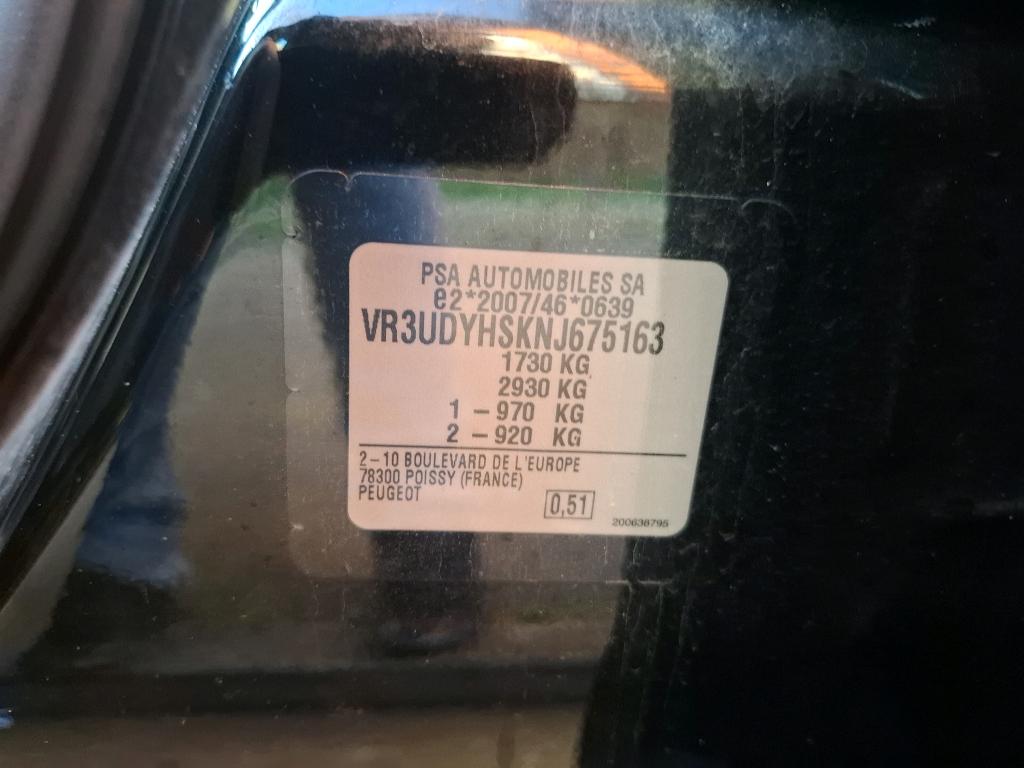 PSA AUTOMOBILES SA
e2*2007/46*0639
VR3UDYHSKNJ675163
1730 KG
2930 KG
1 – 970 KG
2 – 920 KG
2–10 BOULEVARD DE L'EUROPE
78300 POISSY (FRANCE)
PEUGEOT
0,51
200638795